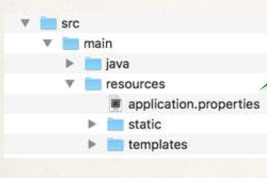 src
main
java
resources
application.properties
static
templates